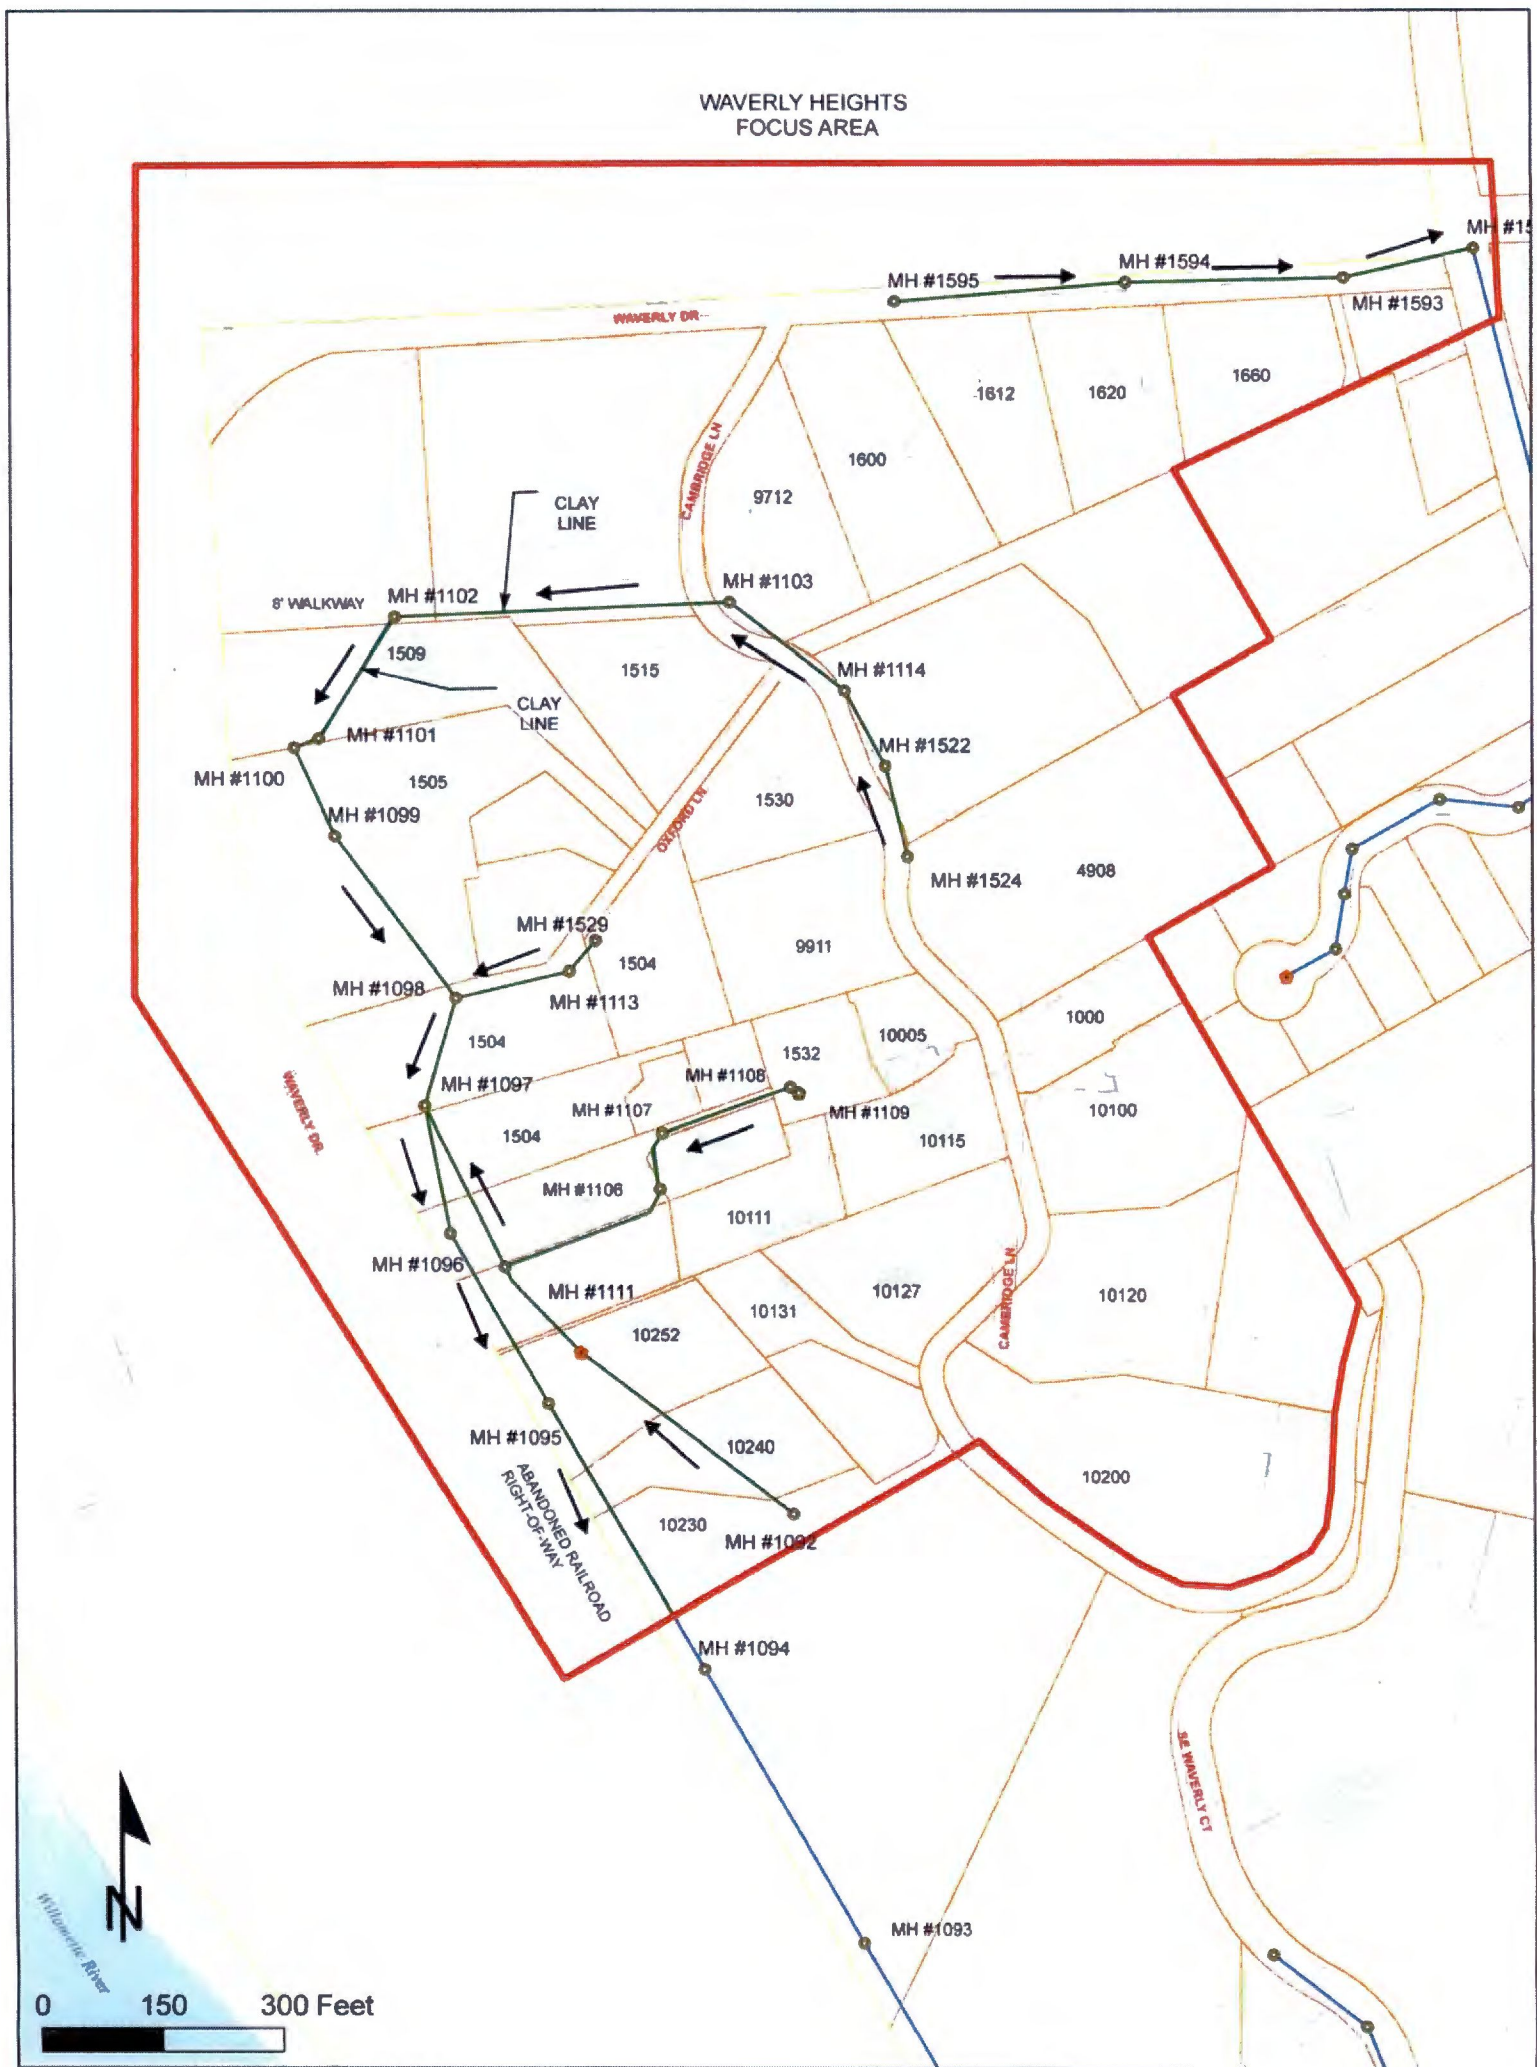 WAVERLY HEIGHTS
FOCUS AREA
MH #15
MH #1594
MH #1595
MH #1593
WAVERLY DR
1660
1612
1620
CAMBRIDGE LN
1600
9712
CLAY
LINE
MH #1103
MH #1102
8' WALKWAY
1509
1515
MH #1114
CLAY
LINE
MH #1101
MH #1522
MH #1100
1505
1530
MH #1099
OXFORD LN
MH #1524
4908
MH #1529
1504
9911
MH #1098
MH #1113
1000
1504
10005
1532
MH #1108
MH #1097
WAVERLY DR.
MH #1107
MH #1109
10100
1504
10115
MH #1106
10111
MH #1096
CAMBRIDGE LN
MH #1111
10127
10120
10131
10252
MH #1095
10240
ABANDONED RAILROAD
RIGHT-OF-WAY
10200
10230
MH #1092
MH #1094
SE WAVERLY CT
N
Willamette River
MH #1093
0 150 300 Feet